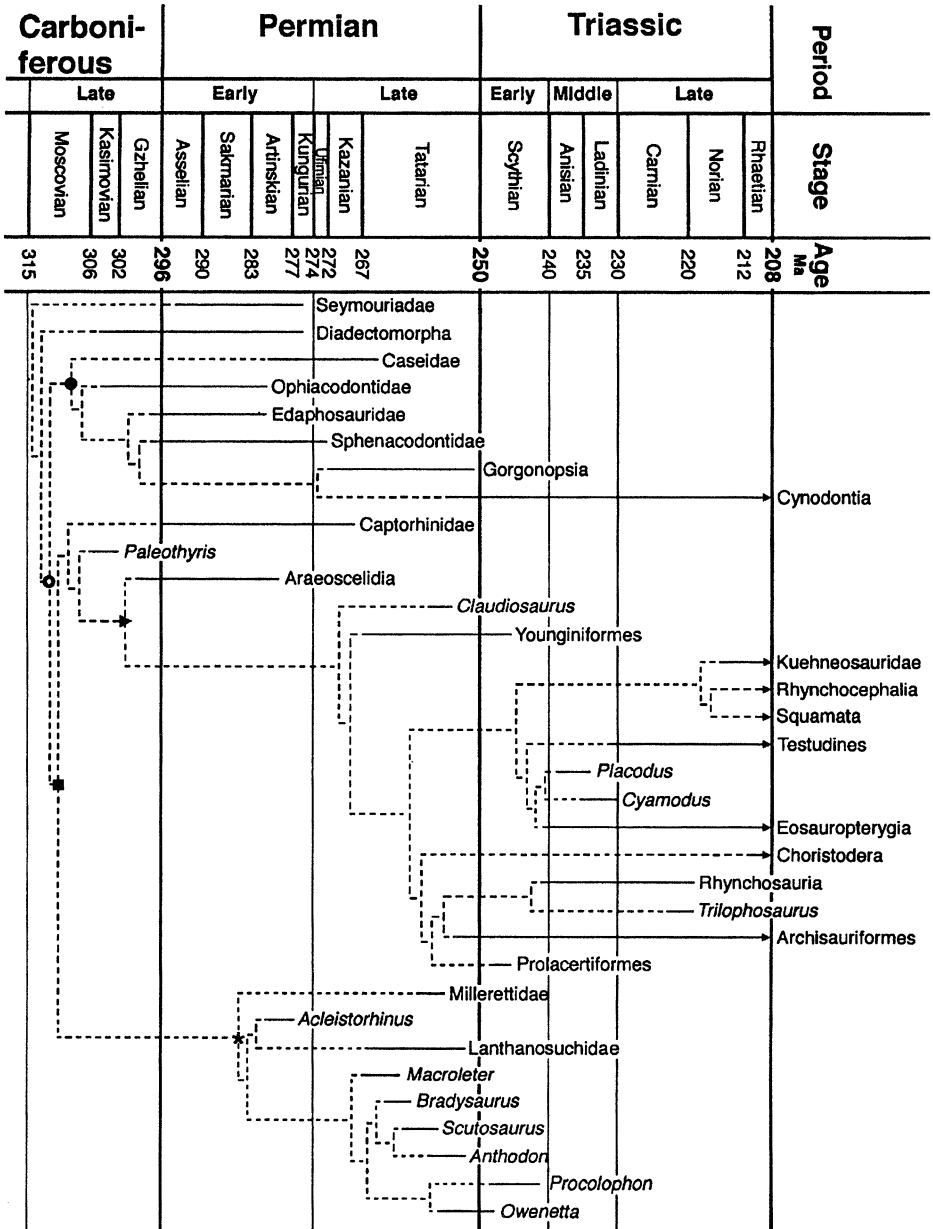 Carboni-
ferous
Permian
Triassic
Period
Late
Early
Late
Early
Middle
Late
Moscovian
Kasimovian
Gzhelian
Asselian
Sakmarian
Artinskian
Kungurian
Ufimian
Kazanian
Tatarian
Scythian
Anisian
Ladinian
Carnian
Norian
Rhaetian
Stage
315
306
302
296
290
283
277
274
272
267
250
240
235
230
220
212
208
Age
Ma
Seymouriadae
Diadectomorpha
Caseidae
Ophiacodontidae
Edaphosauridae
Sphenacodontidae
Gorgonopsia
Cynodontia
Captorhinidae
Paleothyris
Araeoscelidia
Claudiosaurus
Younginiformes
Kuehneosauridae
Rhynchocephalia
Squamata
Testudines
Placodus
Cyamodus
Eosauropterygia
Choristodera
Rhynchosauria
Trilophosaurus
Archisauriformes
Prolacertiformes
Millerettidae
Acleistorhinus
Lanthanosuchidae
Macroleter
Bradysaurus
Scutosaurus
Anthodon
Procolophon
Owenetta